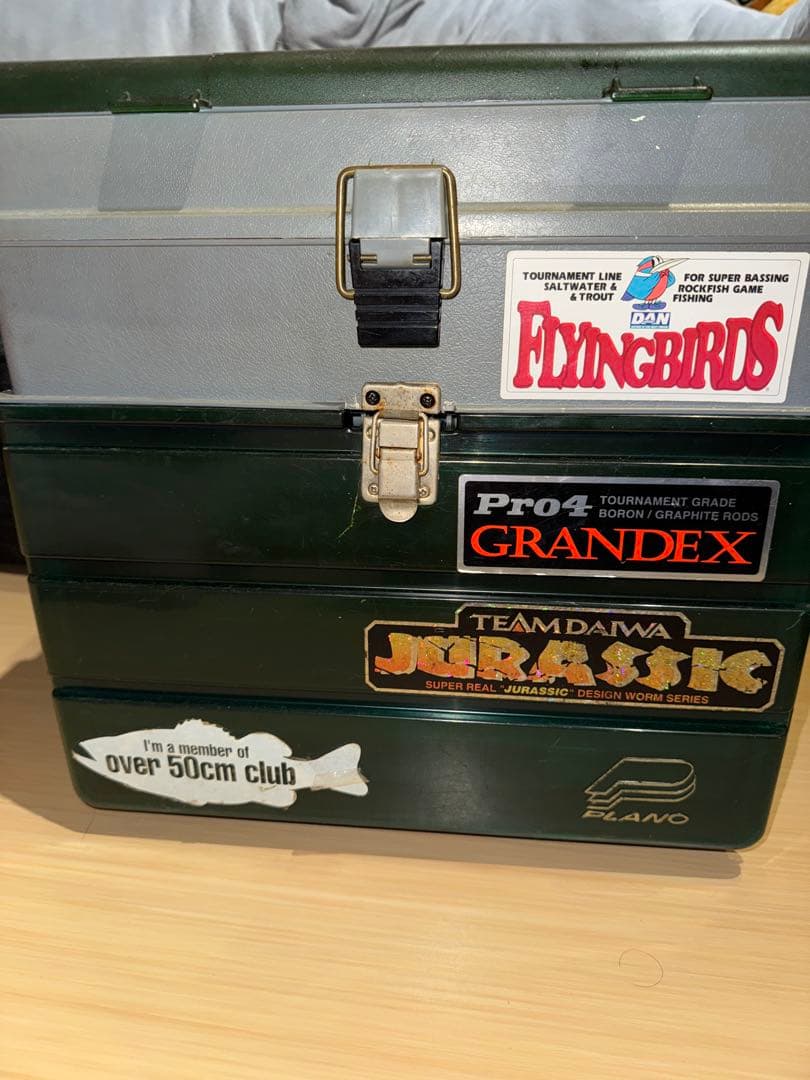 TOURNAMENT LINE
SALTWATER &
& TROUT
FOR SUPER BASSING
ROCKFISH GAME
FISHING
DAN
FLYINGBIRDS
Pro4
TOURNAMENT GRADE
BORON / GRAPHITE RODS
GRANDEX
TEAM DAIWA
JURASSIC
SUPER REAL "JURASSIC" DESIGN WORM SERIES
I'm a member of
over 50cm club
PLANO